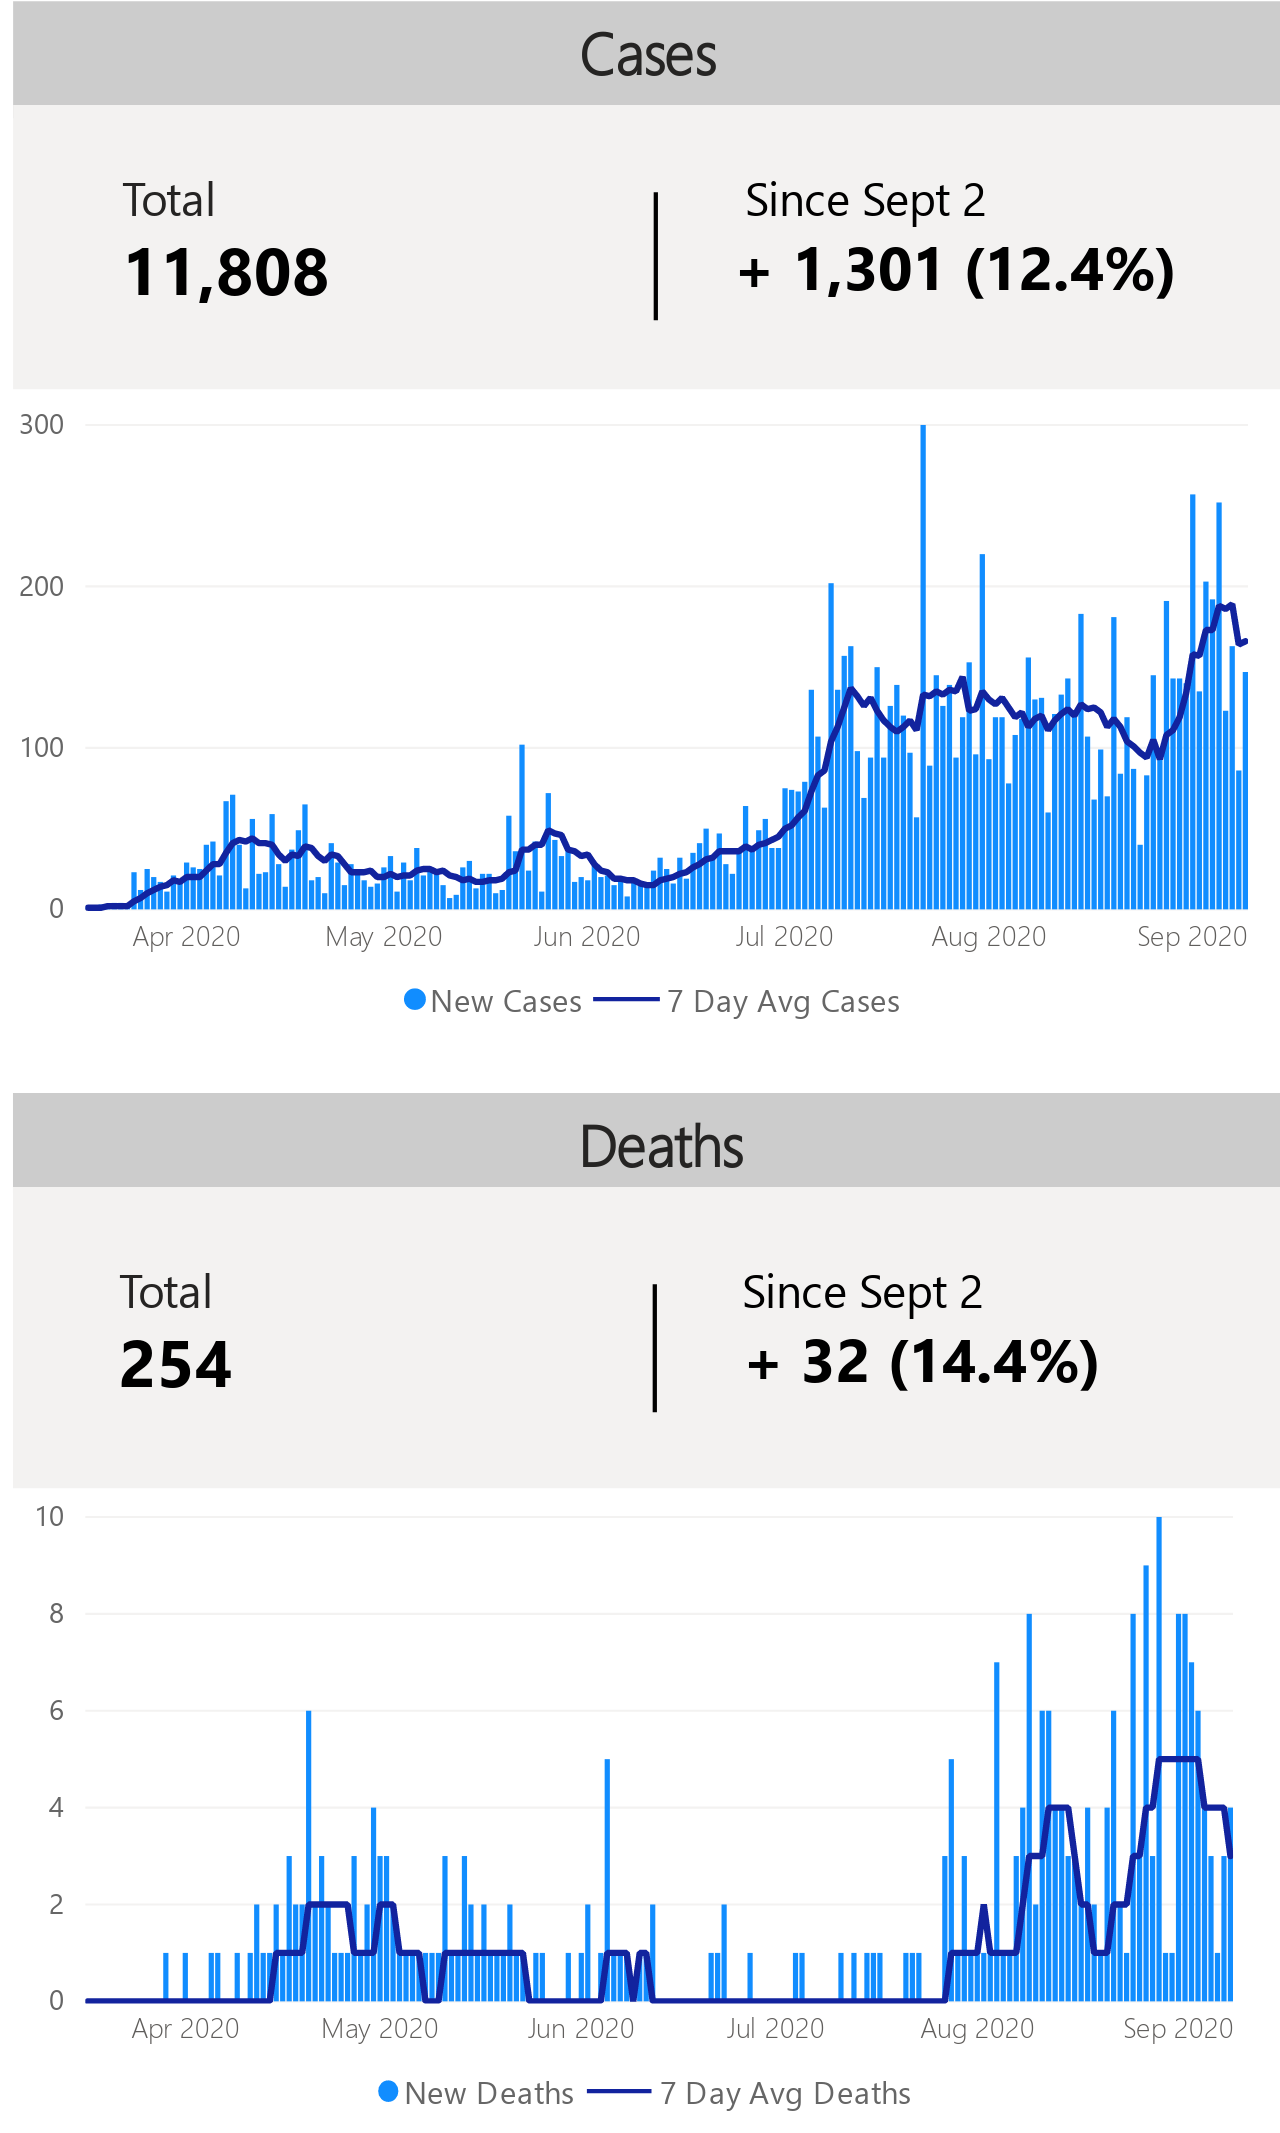 Cases
Total
Since Sept 2
11,808
+ 1,301 (12.4%)
300
200
100
0
Apr 2020 May 2020 Jun 2020 Jul 2020 Aug 2020 Sep 2020
New Cases 7 Day Avg Cases
Deaths
Total
Since Sept 2
254
+ 32 (14.4%)
10
8
6
4
2
0
Apr 2020 May 2020 Jun 2020 Jul 2020 Aug 2020 Sep 2020
New Deaths 7 Day Avg Deaths